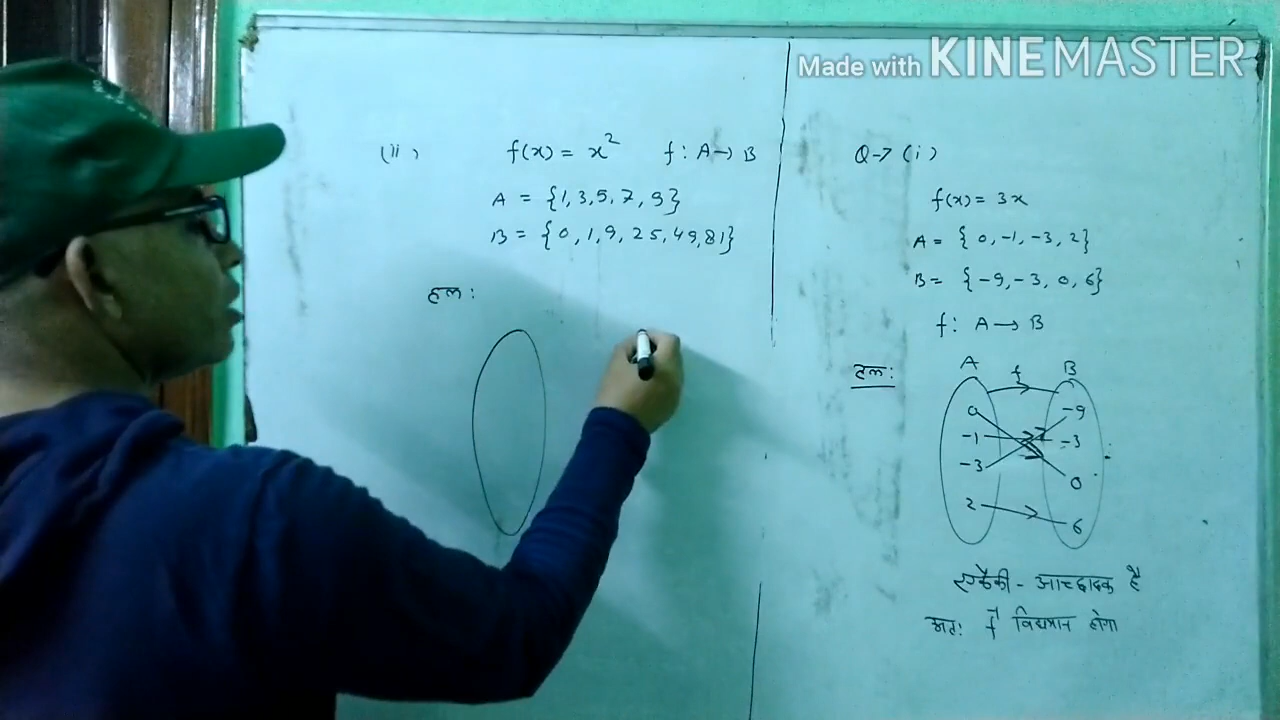 Made with KINEMASTER
(ii) f(x) = x² f : A → B
A = {1, 3, 5, 7, 9}
B = {0, 1, 9, 25, 49, 81}
हल :
Q → (i)
f(x) = 3x
A = { 0, -1, -3, 2}
B = {-9, -3, 0, 6}
f : A → B
हल :
A f B
0 -9
-1 -3
-3 0
2 6
एकैकी - आच्छादक है
अतः f⁻¹ विद्यमान होगा